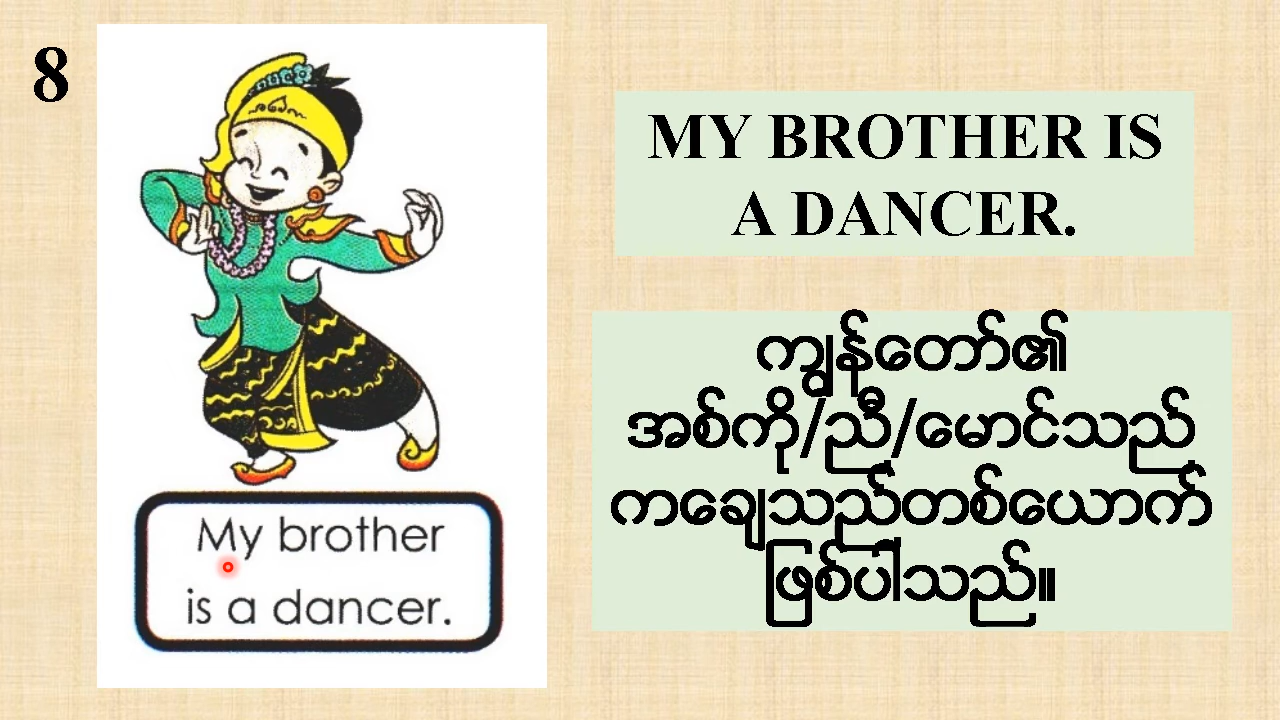 8
My brother
is a dancer.
MY BROTHER IS
A DANCER.
ကျွန်တော်၏
အစ်ကို/ညီ/မောင်သည်
ကချေသည်တစ်ယောက်
ဖြစ်ပါသည်။